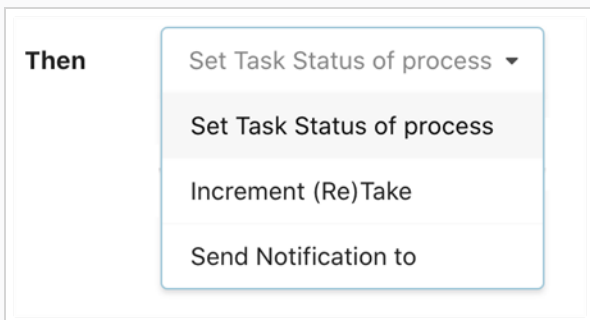 Then
Set Task Status of process
Set Task Status of process
Increment (Re)Take
Send Notification to